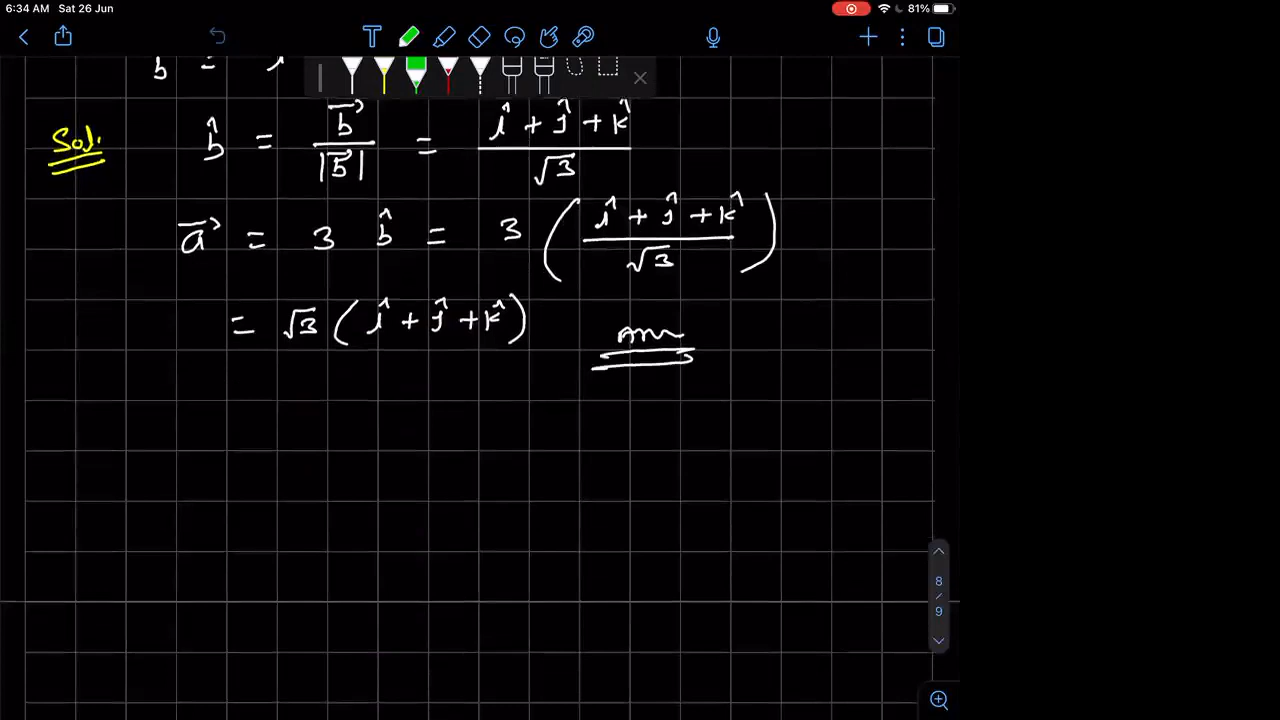 6:34 AM Sat 26 Jun 81%
T
b =
Sol. b̂ = b⃗ / |b⃗| = (î + ĵ + k̂) / √3
a⃗ = 3 b̂ = 3 ( (î + ĵ + k̂) / √3 )
= √3 ( î + ĵ + k̂ ) Ans
8
9